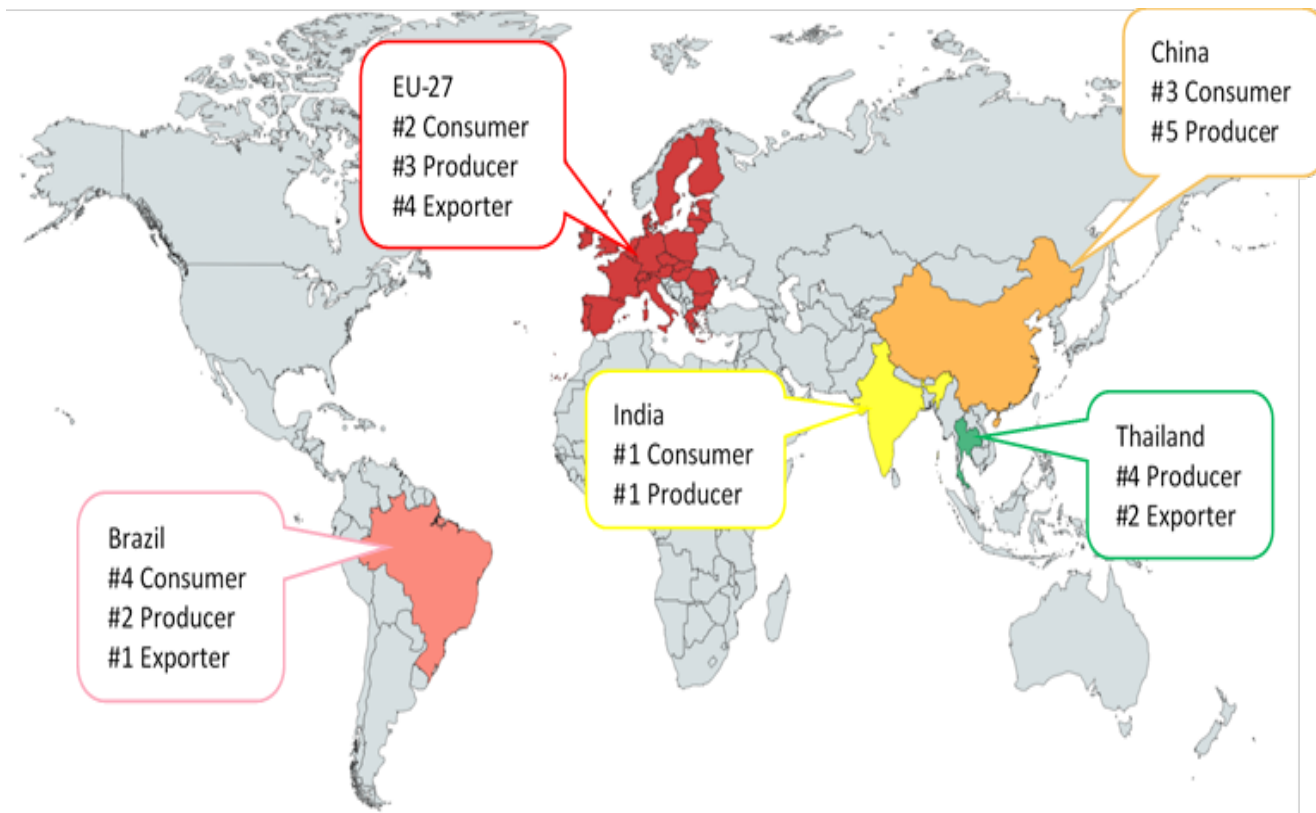 EU-27
#2 Consumer
#3 Producer
#4 Exporter
China
#3 Consumer
#5 Producer
India
#1 Consumer
#1 Producer
Thailand
#4 Producer
#2 Exporter
Brazil
#4 Consumer
#2 Producer
#1 Exporter